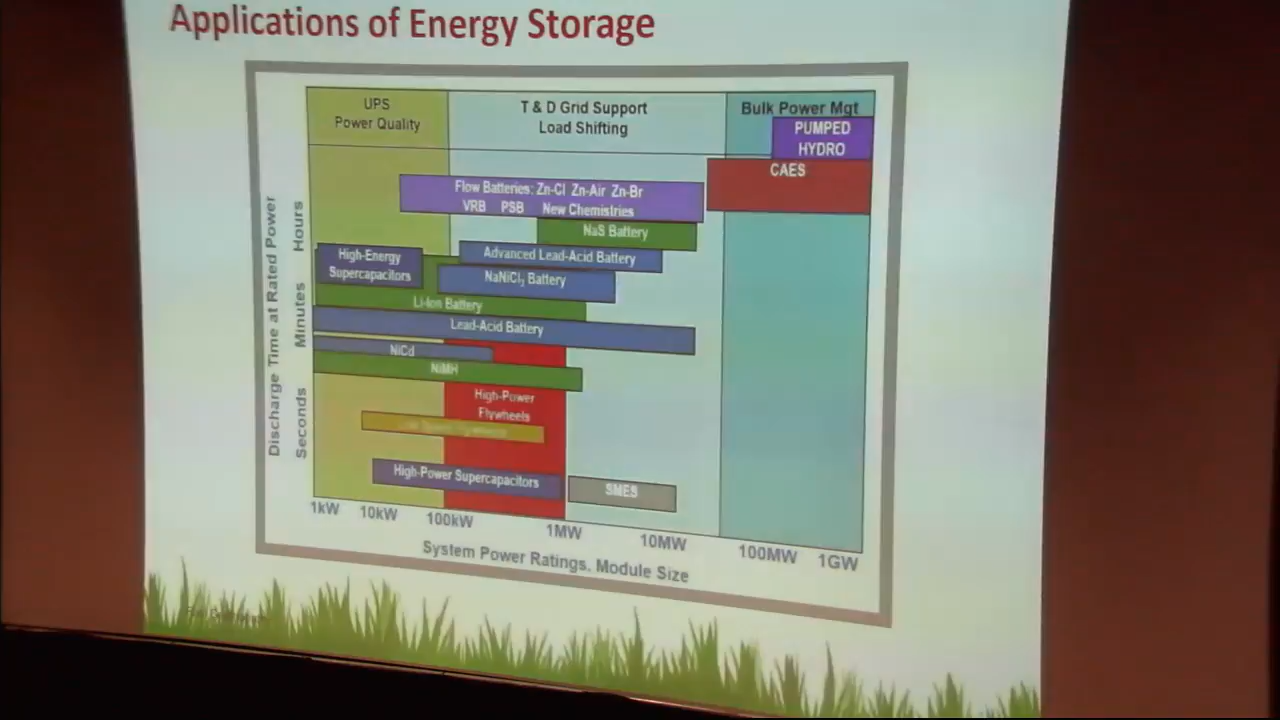 Applications of Energy Storage
UPS
Power Quality
T & D Grid Support
Load Shifting
Bulk Power Mgt
PUMPED
HYDRO
CAES
Flow Batteries: Zn-Cl Zn-Air Zn-Br
VRB PSB New Chemistries
NaS Battery
High-Energy
Supercapacitors
Advanced Lead-Acid Battery
NaNiCl₂ Battery
Li-Ion Battery
Lead-Acid Battery
NiCd
NiMH
High-Power
Flywheels
High-Power Supercapacitors
SMES
Discharge Time at Rated Power
Hours
Minutes
Seconds
1kW 10kW 100kW 1MW 10MW 100MW 1GW
System Power Ratings, Module Size